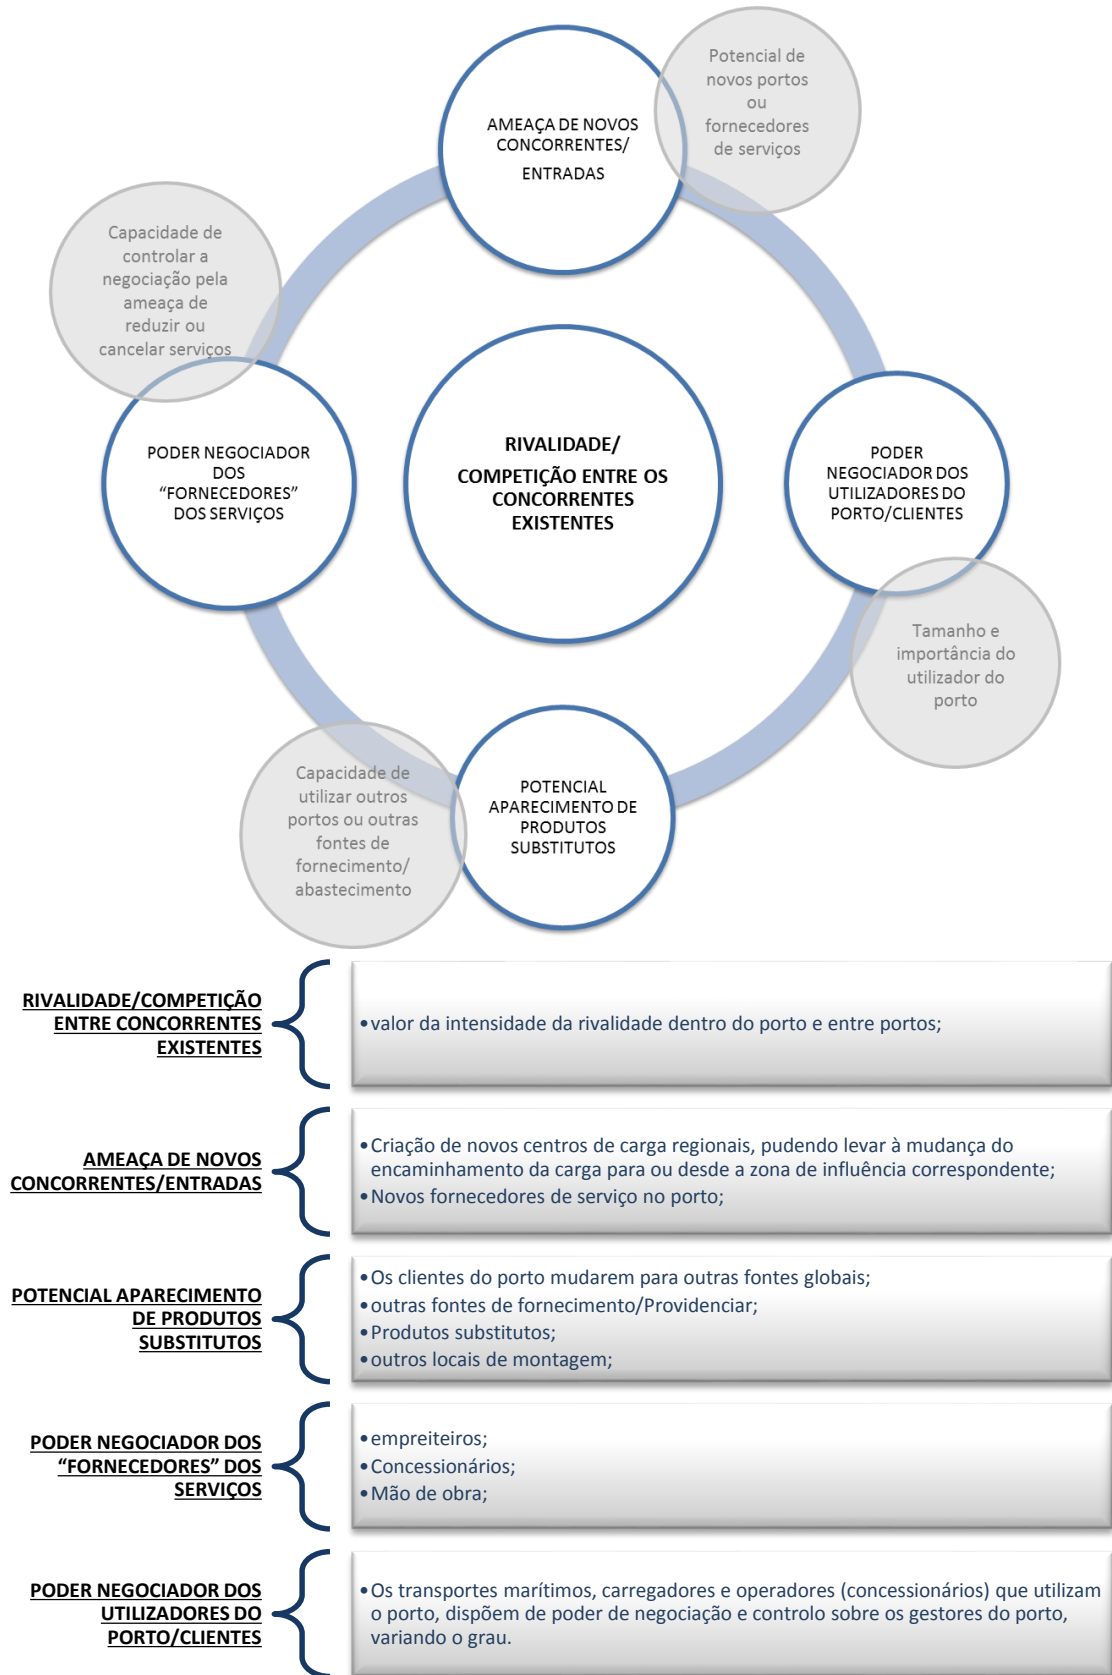 Potencial de
novos portos
ou
fornecedores
de serviços
AMEAÇA DE NOVOS
CONCORRENTES/
ENTRADAS
Capacidade de
controlar a
negociação pela
ameaça de
reduzir ou
cancelar serviços
PODER NEGOCIADOR
DOS
“FORNECEDORES”
DOS SERVIÇOS
RIVALIDADE/
COMPETIÇÃO ENTRE OS
CONCORRENTES
EXISTENTES
PODER
NEGOCIADOR DOS
UTILIZADORES DO
PORTO/CLIENTES
Tamanho e
importância do
utilizador do
porto
Capacidade de
utilizar outros
portos ou outras
fontes de
fornecimento/
abastecimento
POTENCIAL
APARECIMENTO DE
PRODUTOS
SUBSTITUTOS
RIVALIDADE/COMPETIÇÃO
ENTRE CONCORRENTES
EXISTENTES
•valor da intensidade da rivalidade dentro do porto e entre portos;
AMEAÇA DE NOVOS
CONCORRENTES/ENTRADAS
•Criação de novos centros de carga regionais, pudendo levar à mudança do
encaminhamento da carga para ou desde a zona de influência correspondente;
•Novos fornecedores de serviço no porto;
POTENCIAL APARECIMENTO
DE PRODUTOS
SUBSTITUTOS
•Os clientes do porto mudarem para outras fontes globais;
•outras fontes de fornecimento/Providenciar;
•Produtos substitutos;
•outros locais de montagem;
PODER NEGOCIADOR DOS
“FORNECEDORES” DOS
SERVIÇOS
•empreiteiros;
•Concessionários;
•Mão de obra;
PODER NEGOCIADOR DOS
UTILIZADORES DO
PORTO/CLIENTES
•Os transportes marítimos, carregadores e operadores (concessionários) que utilizam
o porto, dispõem de poder de negociação e controlo sobre os gestores do porto,
variando o grau.